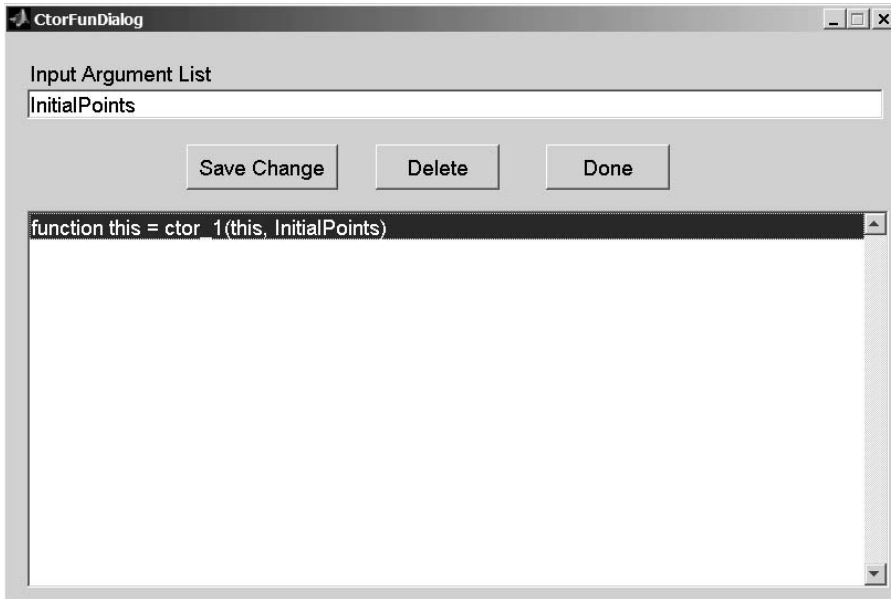 CtorFunDialog
Input Argument List
InitialPoints
Save Change Delete Done
function this = ctor_1(this, InitialPoints)